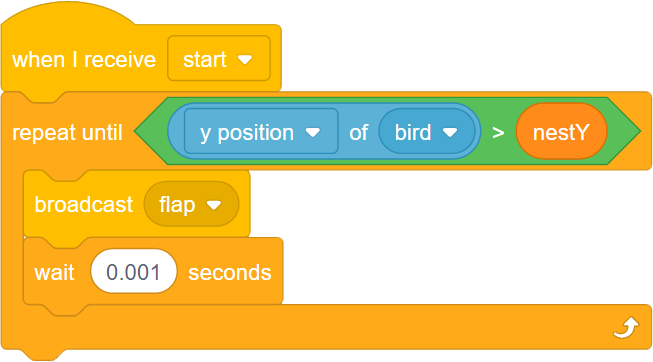 when I receive start
repeat until y position of bird > nestY
broadcast flap
wait 0.001 seconds